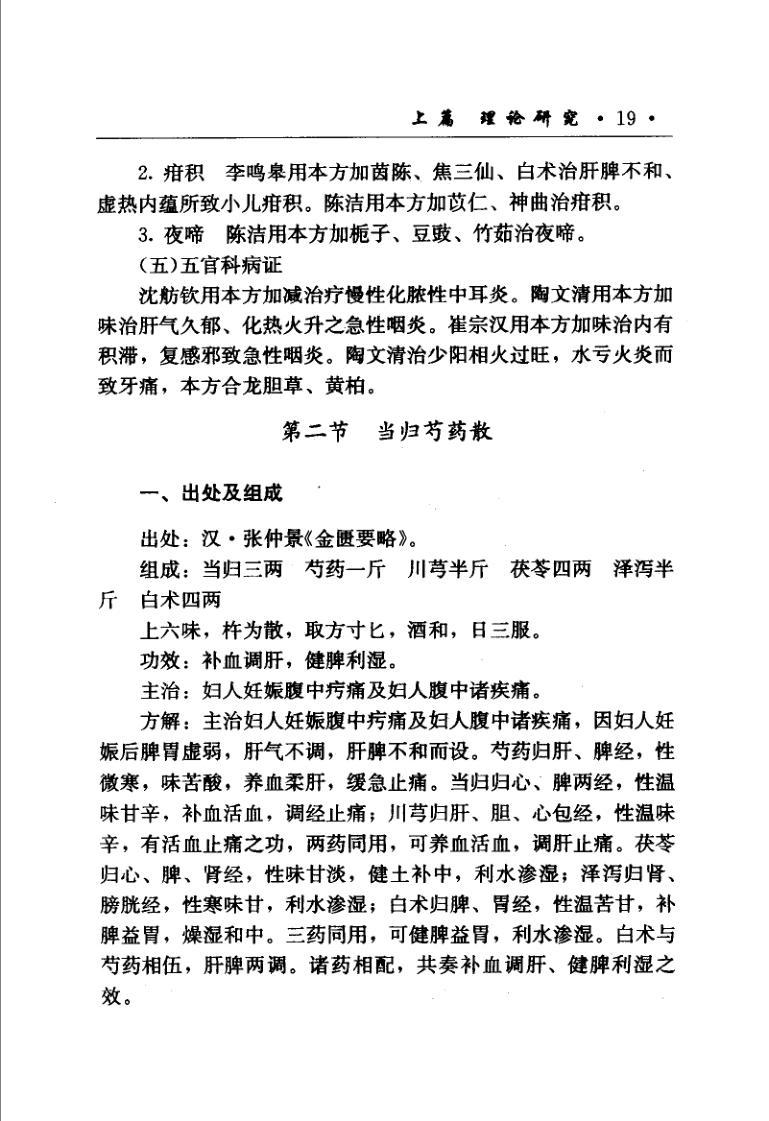 上篇 理论研究 · 19 ·
2. 疳积 李鸣皋用本方加茵陈、焦三仙、白术治肝脾不和、
虚热内蕴所致小儿疳积。陈洁用本方加苡仁、神曲治疳积。
3. 夜啼 陈洁用本方加栀子、豆豉、竹茹治夜啼。
(五)五官科病证
沈舫钦用本方加减治疗慢性化脓性中耳炎。陶文清用本方加
味治肝气久郁、化热火升之急性咽炎。崔宗汉用本方加味治内有
积滞，复感邪致急性咽炎。陶文清治少阳相火过旺，水亏火炎而
致牙痛，本方合龙胆草、黄柏。
第二节 当归芍药散
一、出处及组成
出处：汉·张仲景《金匮要略》。
组成：当归三两 芍药一斤 川芎半斤 茯苓四两 泽泻半
斤 白术四两
上六味，杵为散，取方寸匕，酒和，日三服。
功效：补血调肝，健脾利湿。
主治：妇人妊娠腹中疞痛及妇人腹中诸疾痛。
方解：主治妇人妊娠腹中疞痛及妇人腹中诸疾痛，因妇人妊
娠后脾胃虚弱，肝气不调，肝脾不和而设。芍药归肝、脾经，性
微寒，味苦酸，养血柔肝，缓急止痛。当归归心、脾两经，性温
味甘辛，补血活血，调经止痛；川芎归肝、胆、心包经，性温味
辛，有活血止痛之功，两药同用，可养血活血，调肝止痛。茯苓
归心、脾、肾经，性味甘淡，健土补中，利水渗湿；泽泻归肾、
膀胱经，性寒味甘，利水渗湿；白术归脾、胃经，性温苦甘，补
脾益胃，燥湿和中。三药同用，可健脾益胃，利水渗湿。白术与
芍药相伍，肝脾两调。诸药相配，共奏补血调肝、健脾利湿之
效。